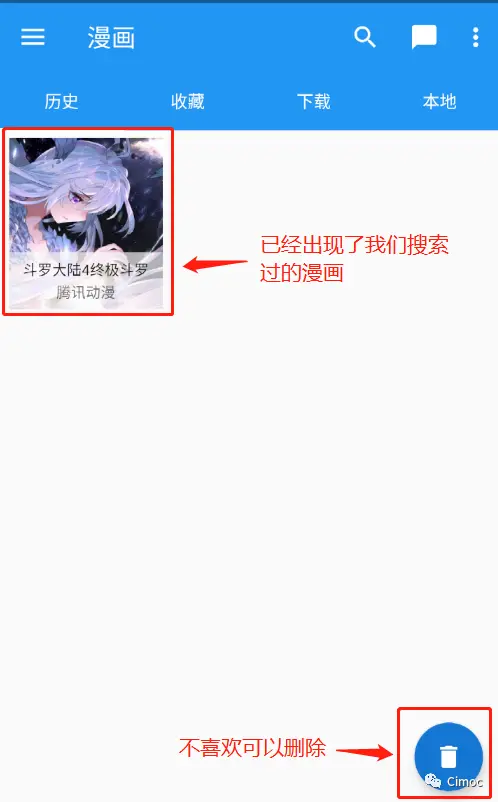 漫画
历史 收藏 下载 本地
已经出现了我们搜索
过的漫画
斗罗大陆4终极斗罗
腾讯动漫
不喜欢可以删除
Cimoc